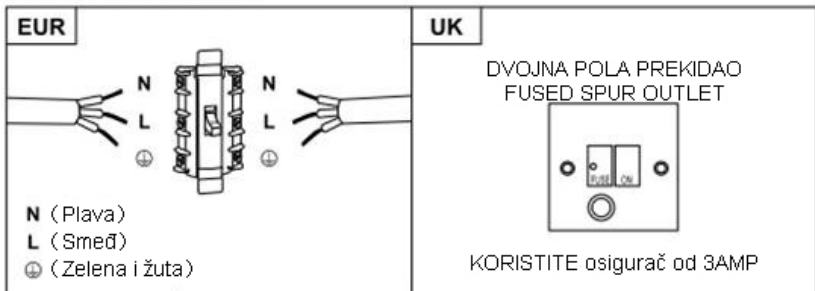 EUR
N N
L L
N (Plava)
L (Smeđ)
(Zelena i žuta)
UK
DVOJNA POLA PREKIDAO
FUSED SPUR OUTLET
FUSE ON
KORISTITE osigurač od 3AMP